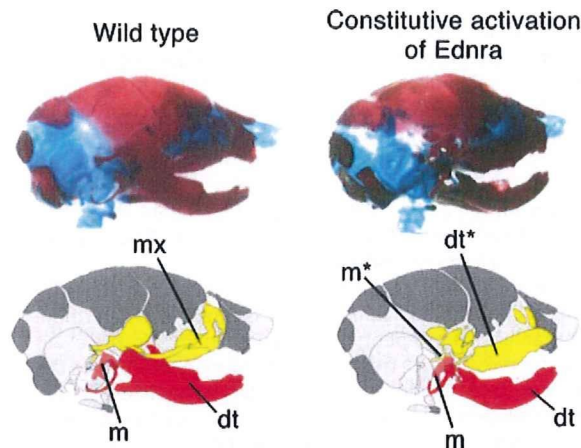 Wild type
Constitutive activation
of Ednra
mx
m
dt
dt*
m*
m
dt